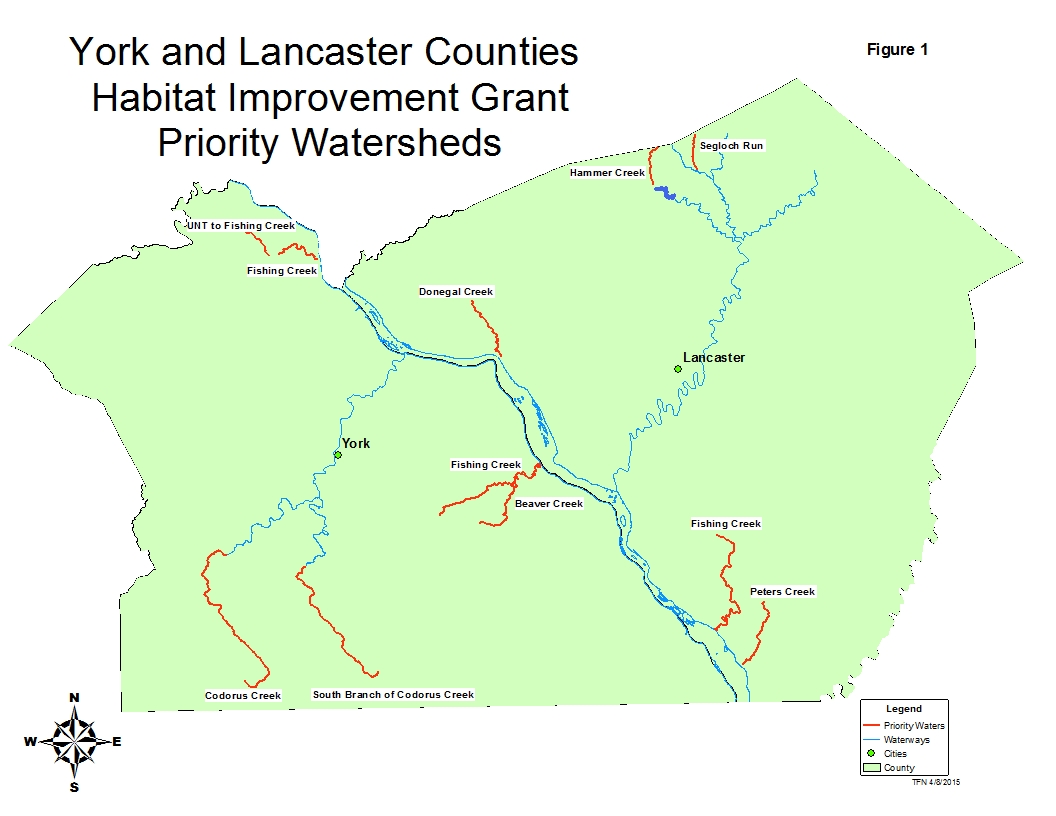 York and Lancaster Counties
Habitat Improvement Grant
Priority Watersheds
Figure 1
Segloch Run
Hammer Creek
UNT to Fishing Creek
Fishing Creek
Donegal Creek
Lancaster
York
Fishing Creek
Beaver Creek
Fishing Creek
Peters Creek
Codorus Creek
South Branch of Codorus Creek
N
W
E
S
Legend
Priority Waters
Waterways
Cities
County
TFN 4/8/2015